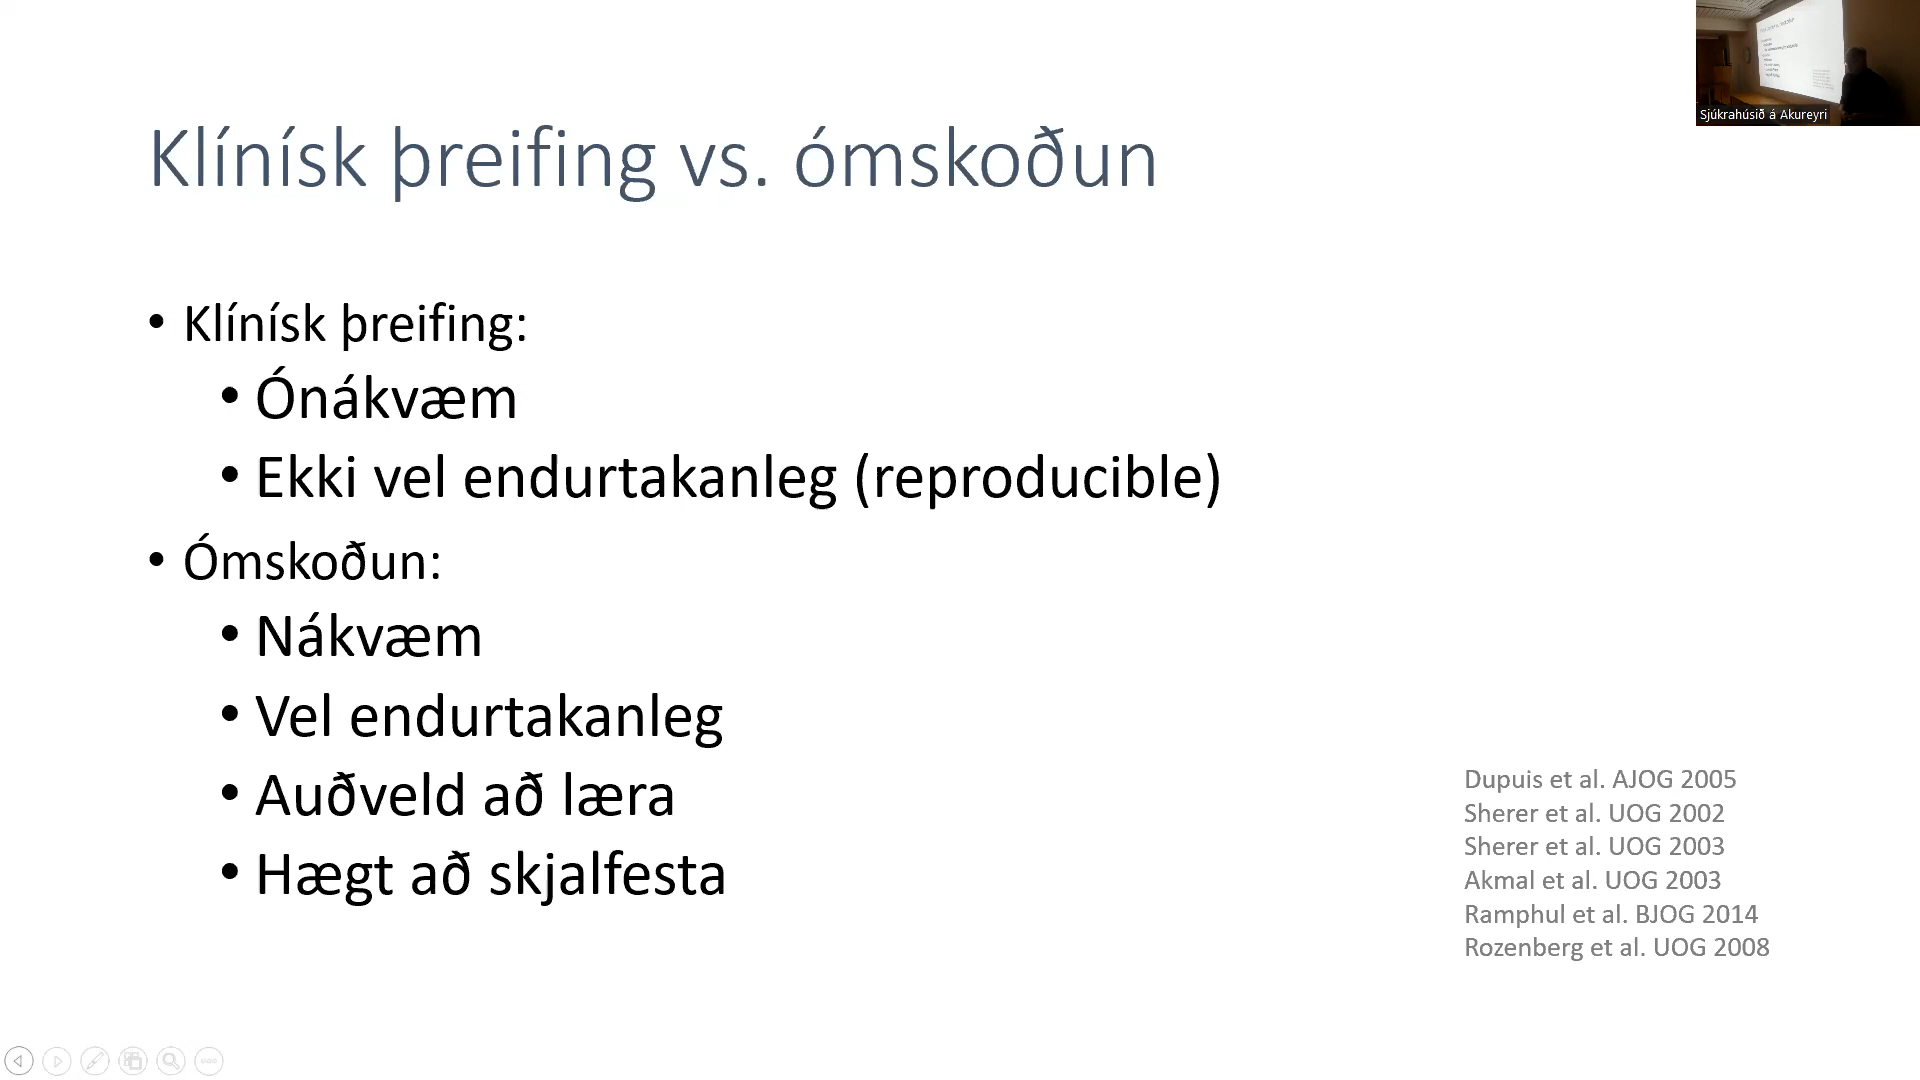 Sjúkrahúsið á Akureyri
Klínísk þreifing vs. ómskoðun
• Klínísk þreifing:
• Ónákvæm
• Ekki vel endurtakanleg (reproducible)
• Ómskoðun:
• Nákvæm
• Vel endurtakanleg
• Auðveld að læra
• Hægt að skjalfesta
Dupuis et al. AJOG 2005
Sherer et al. UOG 2002
Sherer et al. UOG 2003
Akmal et al. UOG 2003
Ramphul et al. BJOG 2014
Rozenberg et al. UOG 2008